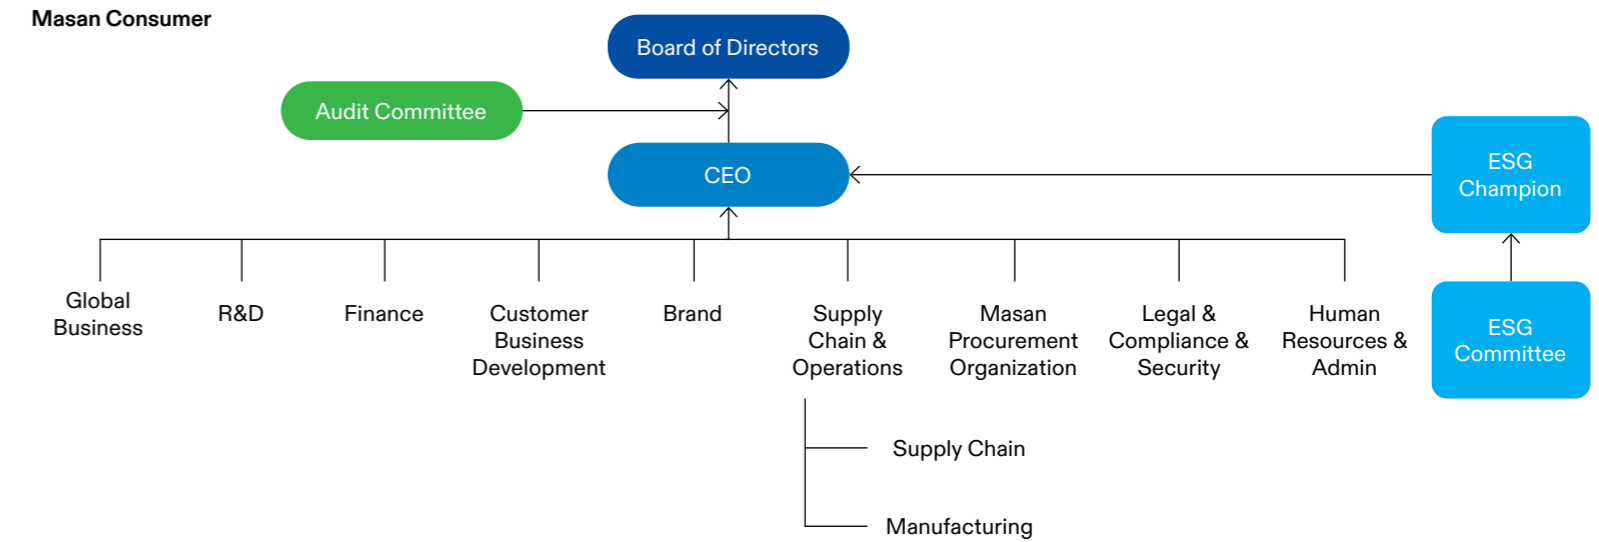 Masan Consumer
Board of Directors
Audit Committee
CEO
ESG
Champion
Global
Business
R&D
Finance
Customer
Business
Development
Brand
Supply
Chain &
Operations
Masan
Procurement
Organization
Legal &
Compliance &
Security
Human
Resources &
Admin
ESG
Committee
Supply Chain
Manufacturing